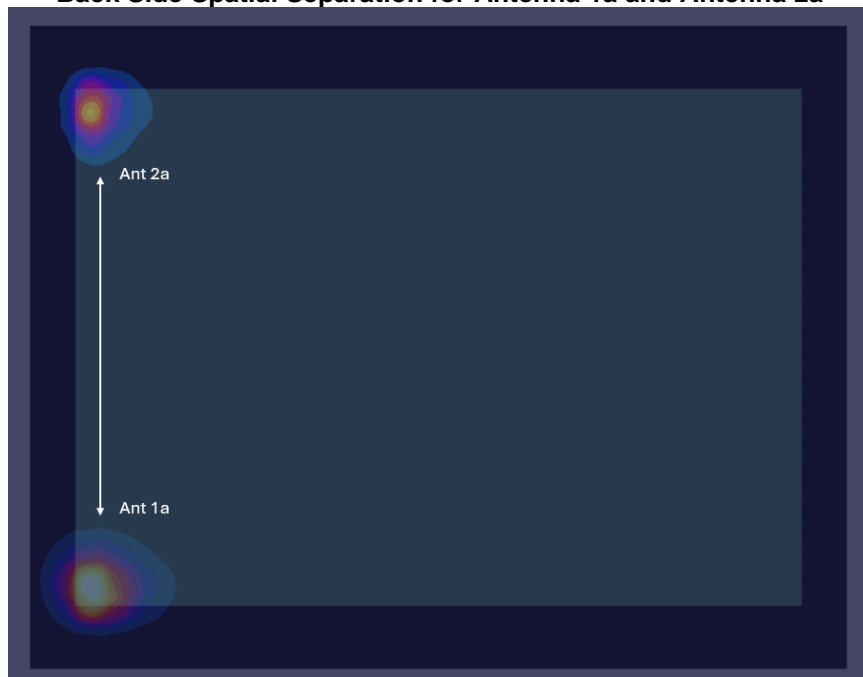 Back Side Spatial Separation for Antenna 1a and Antenna 2a
Ant 2a
Ant 1a